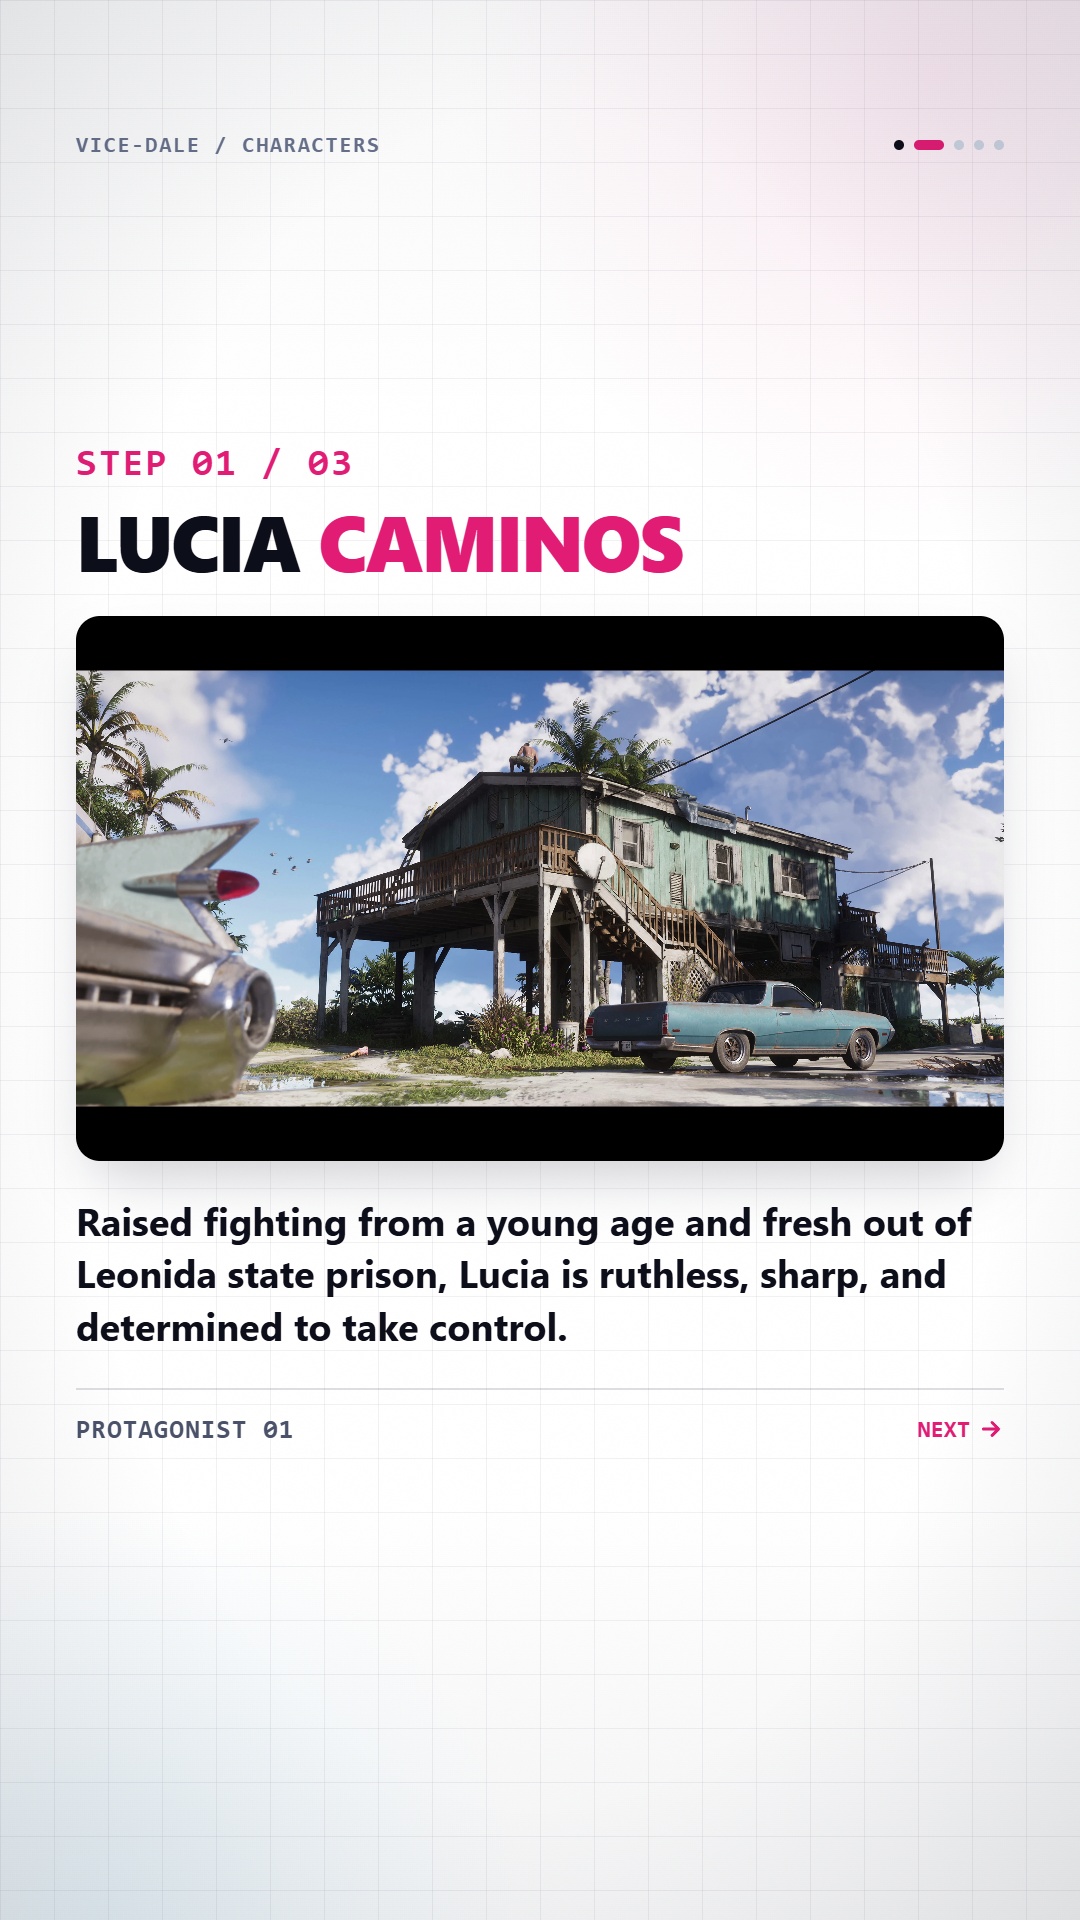 VICE-DALE / CHARACTERS
STEP 01 / 03
LUCIA CAMINOS
Raised fighting from a young age and fresh out of
Leonida state prison, Lucia is ruthless, sharp, and
determined to take control.
PROTAGONIST 01
NEXT →